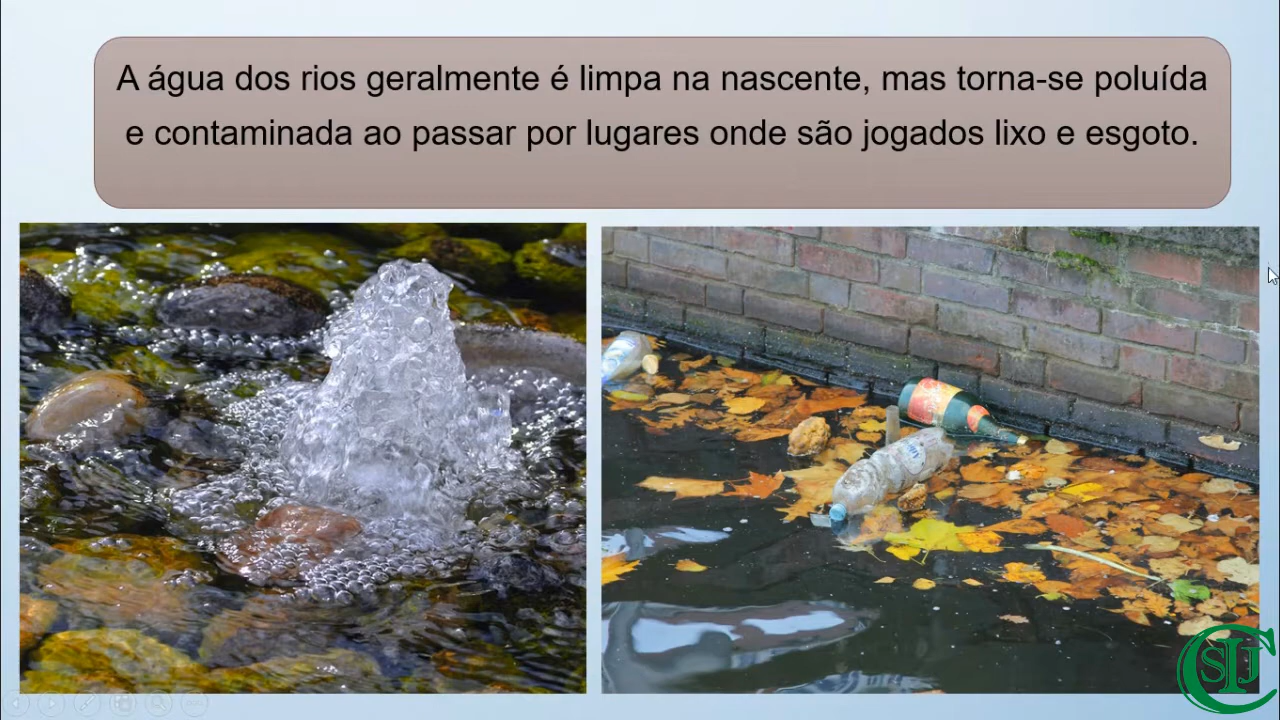 A água dos rios geralmente é limpa na nascente, mas torna-se poluída
e contaminada ao passar por lugares onde são jogados lixo e esgoto.